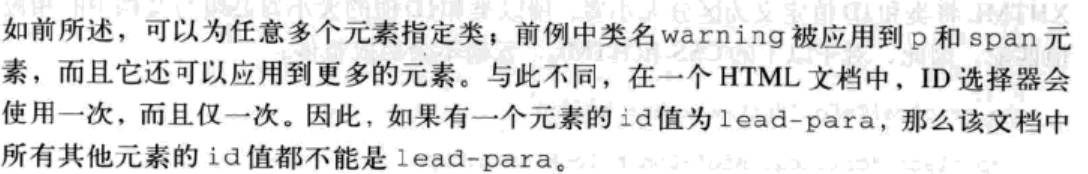 如前所述，可以为任意多个元素指定类；前例中类名warning被应用到p和span元
素，而且它还可以应用到更多的元素。与此不同，在一个HTML文档中，ID选择器会
使用一次，而且仅一次。因此，如果有一个元素的id值为lead-para，那么该文档中
所有其他元素的id值都不能是lead-para。